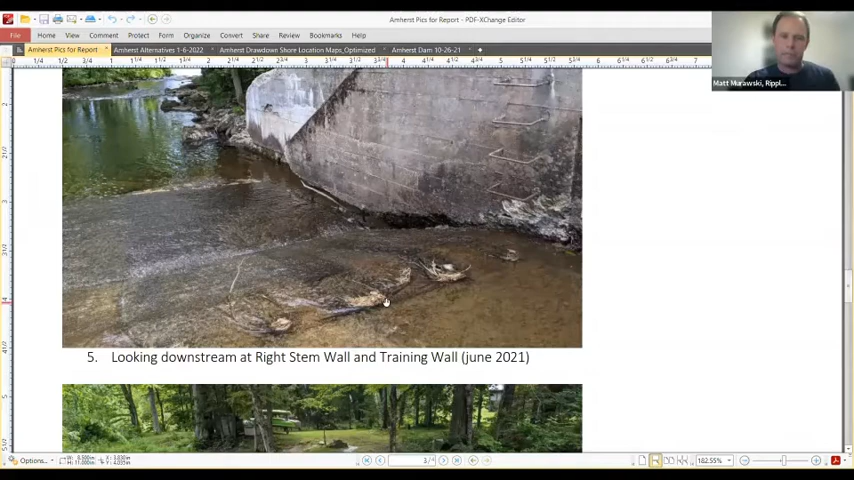 Amherst Pics for Report - PDF-XChange Editor
File Home View Comment Protect Form Organize Convert Share Review Bookmarks Help
Amherst Pics for Report Amherst Alternatives 1-6-2022 Amherst Drawdown Shore Location Maps_Optimized Amherst Dam 10-26-21
Matt Murawski, Rippl...
5. Looking downstream at Right Stem Wall and Training Wall (june 2021)
Options... 3/4 182.55%